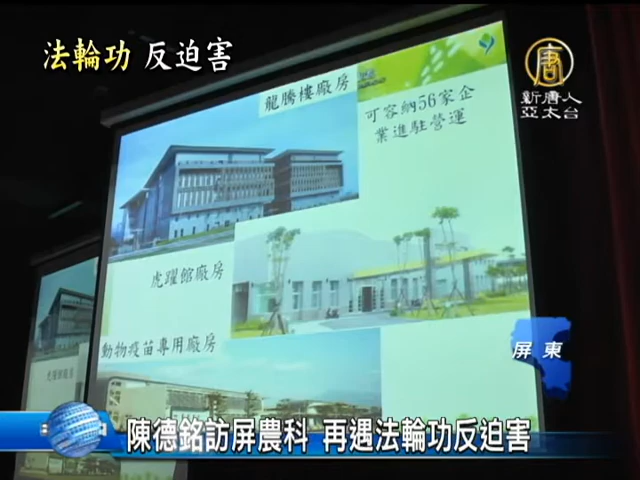 法輪功 反迫害
唐
新唐人
亞太台
龍騰樓廠房
可容納56家企
業進駐營運
虎躍館廠房
動物疫苗專用廠房
屏東
陳德銘訪屏農科 再遇法輪功反迫害